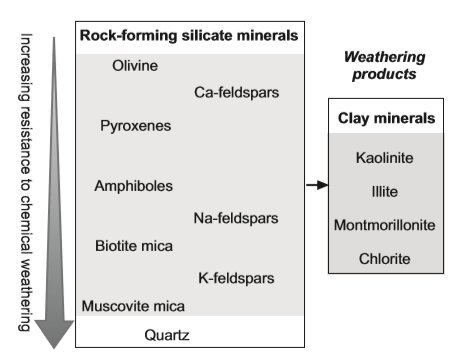 Increasing resistance to chemical weathering
Rock-forming silicate minerals
Olivine
Ca-feldspars
Pyroxenes
Amphiboles
Na-feldspars
Biotite mica
K-feldspars
Muscovite mica
Quartz
Weathering
products
Clay minerals
Kaolinite
Illite
Montmorillonite
Chlorite